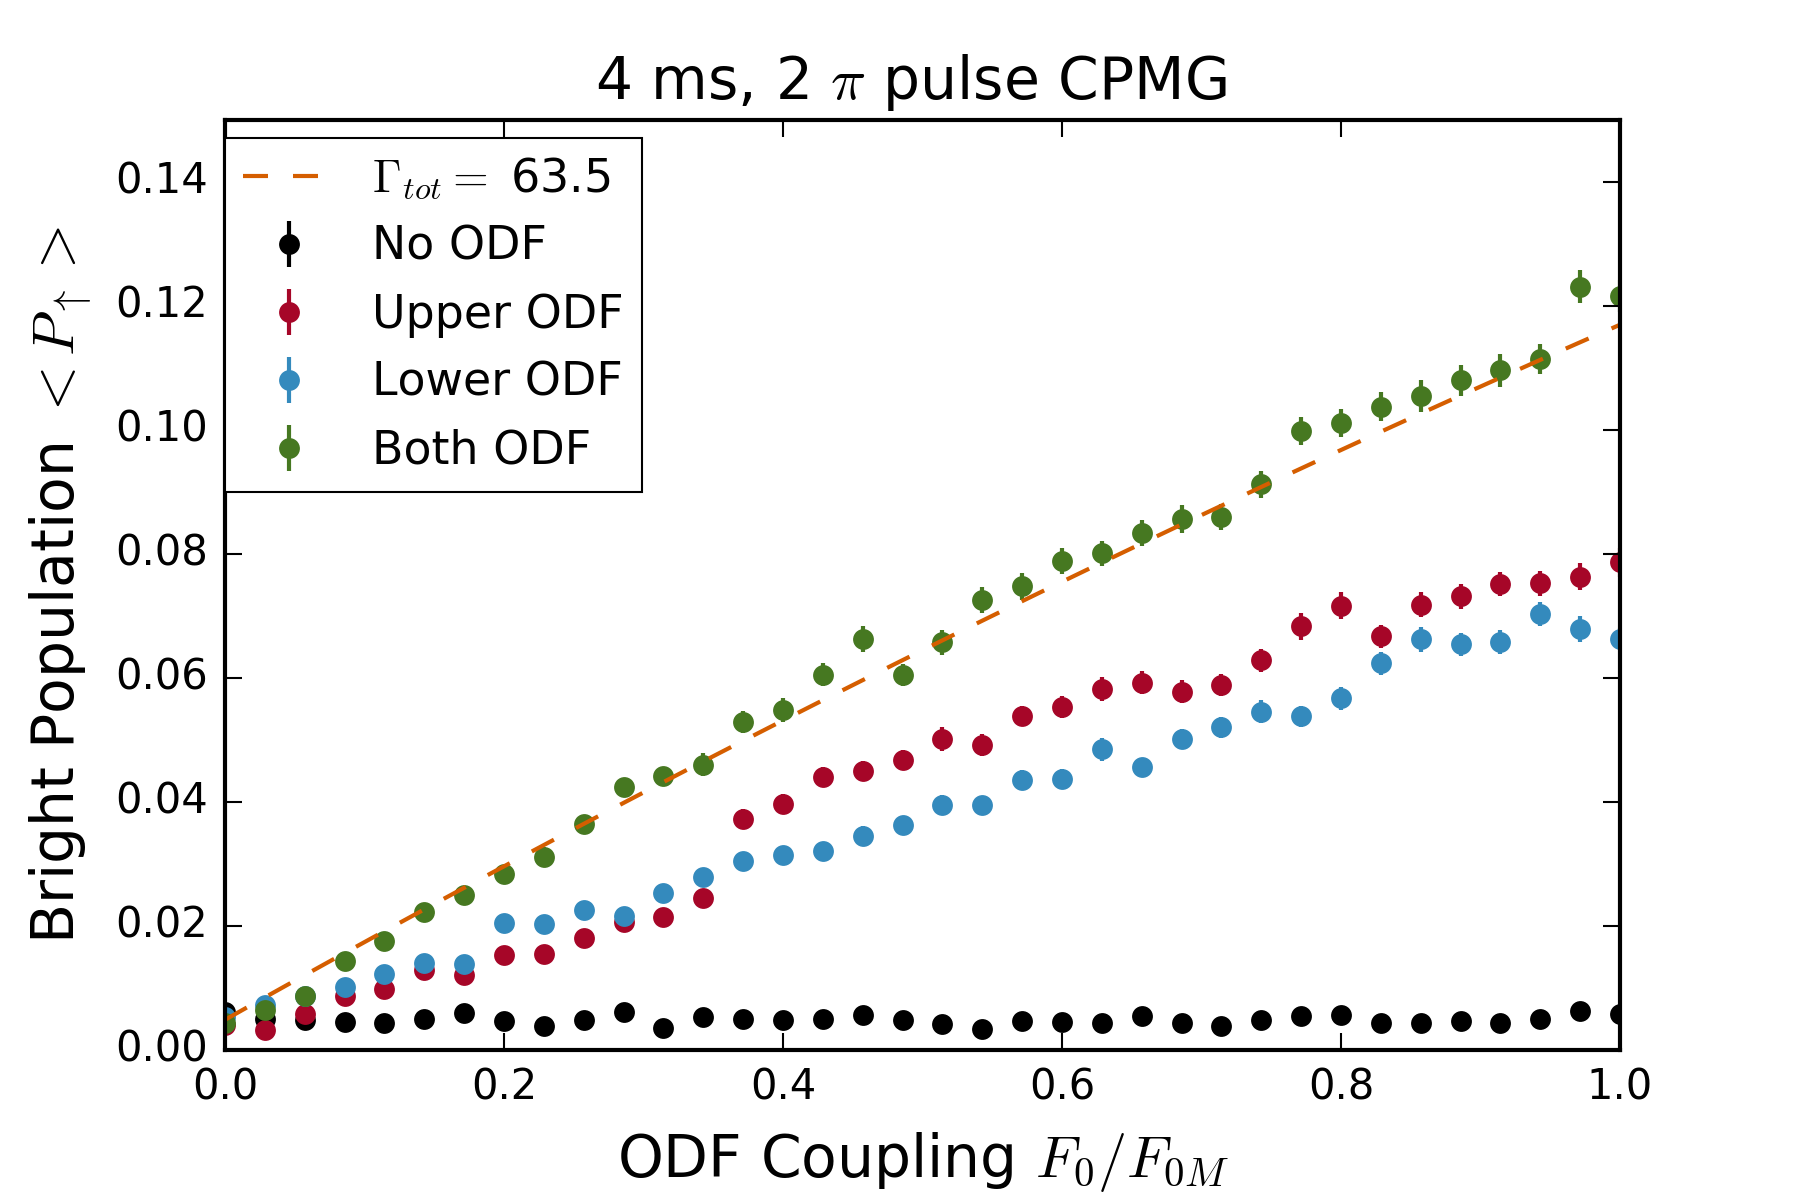 4 ms, 2 π pulse CPMG
Γ_tot = 63.5
No ODF
Upper ODF
Lower ODF
Both ODF
Bright Population < P_↑ >
0.14
0.12
0.10
0.08
0.06
0.04
0.02
0.00
0.0 0.2 0.4 0.6 0.8 1.0
ODF Coupling F_0/F_0M